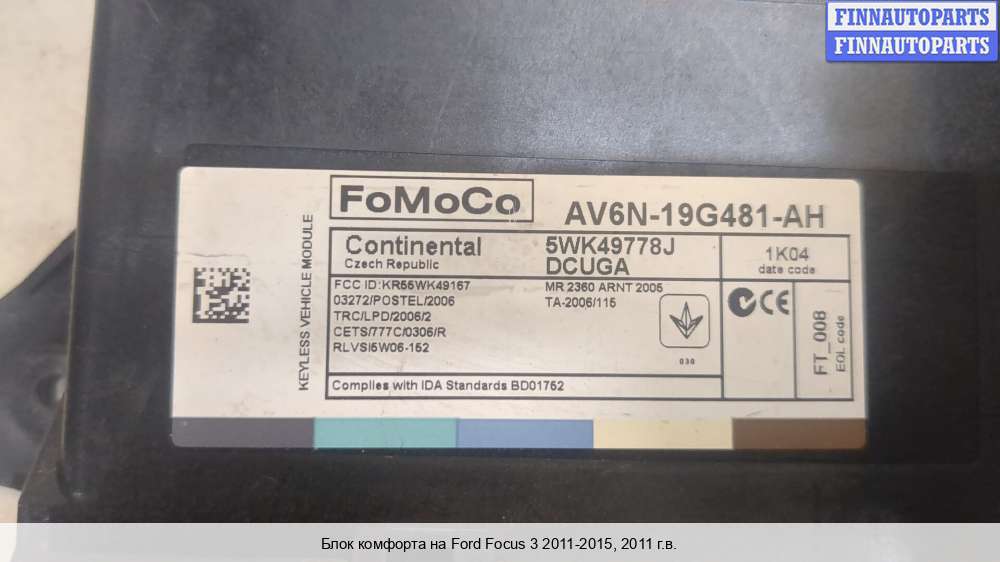 FINNAUTOPARTS
FINNAUTOPARTS
FoMoCo
AV6N-19G481-AH
KEYLESS VEHICLE MODULE
Continental
Czech Republic
5WK49778J
DCUGA
1K04
date code
FCC ID:KR55WK49167
03272/POSTEL/2006
TRC/LPD/2006/2
CETS/777C/0306/R
RLVSI5W06-152
MR 2360 ARNT 2005
TA-2006/115
030
CE
FT_008
EOL code
Complies with IDA Standards BD01752
Блок комфорта на Ford Focus 3 2011-2015, 2011 г.в.